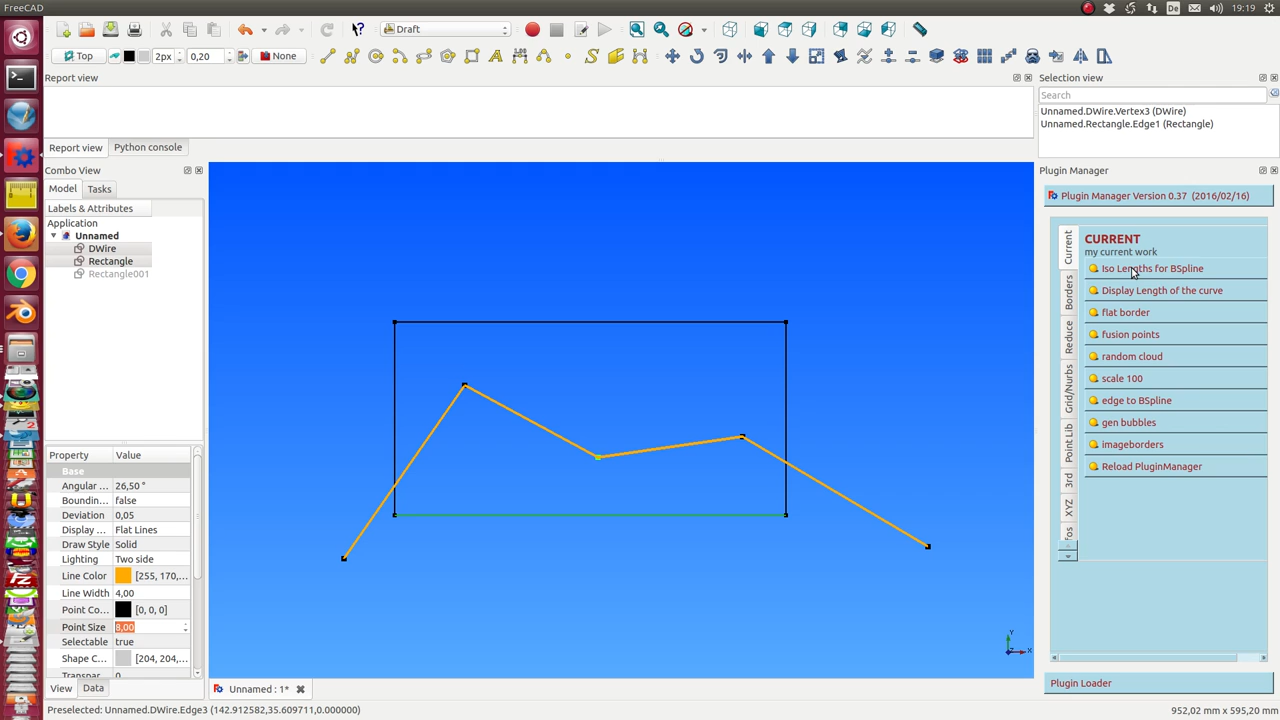 FreeCAD
De
19:19
Draft
Top
2px
0,20
None
Report view
Report view
Python console
Combo View
Model
Tasks
Labels & Attributes
Application
Unnamed
DWire
Rectangle
Rectangle001
Property
Value
Base
Angular ...
26,50 °
Boundin...
false
Deviation
0,05
Display ...
Flat Lines
Draw Style
Solid
Lighting
Two side
Line Color
[255, 170,...
Line Width
4,00
Point Co...
[0, 0, 0]
Point Size
8,00
Selectable
true
Shape C...
[204, 204,...
Transpar
0
View
Data
Y
Z
X
Unnamed : 1*
Selection view
Search
Unnamed.DWire.Vertex3 (DWire)
Unnamed.Rectangle.Edge1 (Rectangle)
Plugin Manager
Plugin Manager Version 0.37 (2016/02/16)
Current
Borders
Reduce
Grid/Nurbs
Point Lib
3rd
XYZ
CURRENT
my current work
Iso Lengths for BSpline
Display Length of the curve
flat border
fusion points
random cloud
scale 100
edge to BSpline
gen bubbles
imageborders
Reload PluginManager
Plugin Loader
Preselected: Unnamed.DWire.Edge3 (142.912582,35.609711,0.000000)
952,02 mm x 595,20 mm